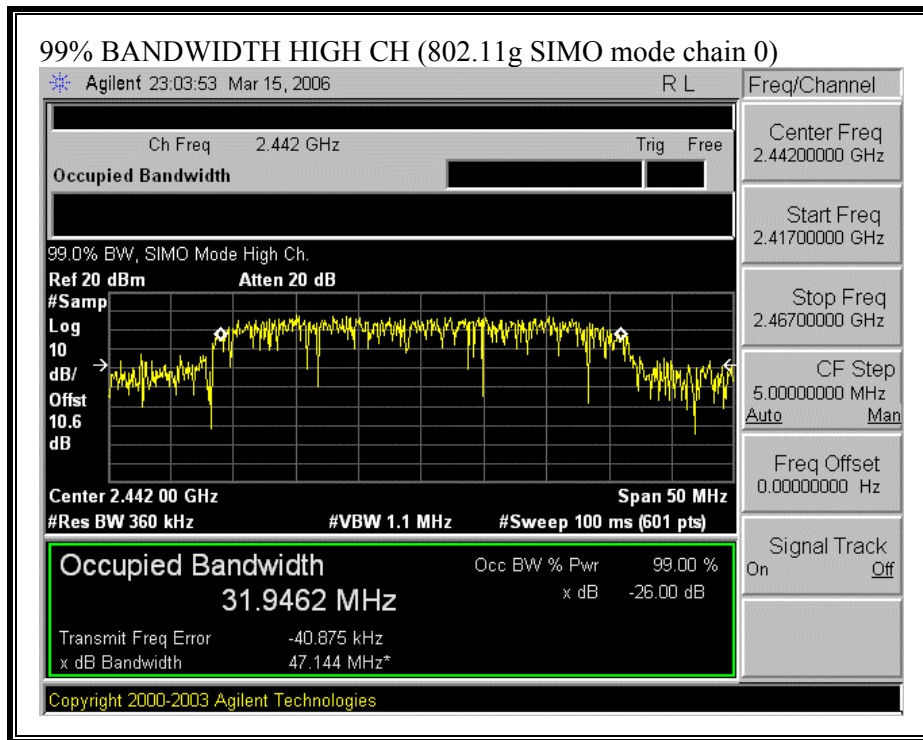 99% BANDWIDTH HIGH CH (802.11g SIMO mode chain 0)
Agilent 23:03:53 Mar 15, 2006 R L
Freq/Channel
Ch Freq 2.442 GHz Trig Free
Occupied Bandwidth
Center Freq
2.44200000 GHz
Start Freq
2.41700000 GHz
Stop Freq
2.46700000 GHz
CF Step
5.00000000 MHz
Auto Man
Freq Offset
0.00000000 Hz
Signal Track
On Off
99.0% BW, SIMO Mode High Ch.
Ref 20 dBm Atten 20 dB
#Samp
Log
10
dB/
Offst
10.6
dB
Center 2.442 00 GHz Span 50 MHz
#Res BW 360 kHz #VBW 1.1 MHz #Sweep 100 ms (601 pts)
Occupied Bandwidth
31.9462 MHz
Occ BW % Pwr 99.00 %
x dB -26.00 dB
Transmit Freq Error -40.875 kHz
x dB Bandwidth 47.144 MHz*
Copyright 2000-2003 Agilent Technologies